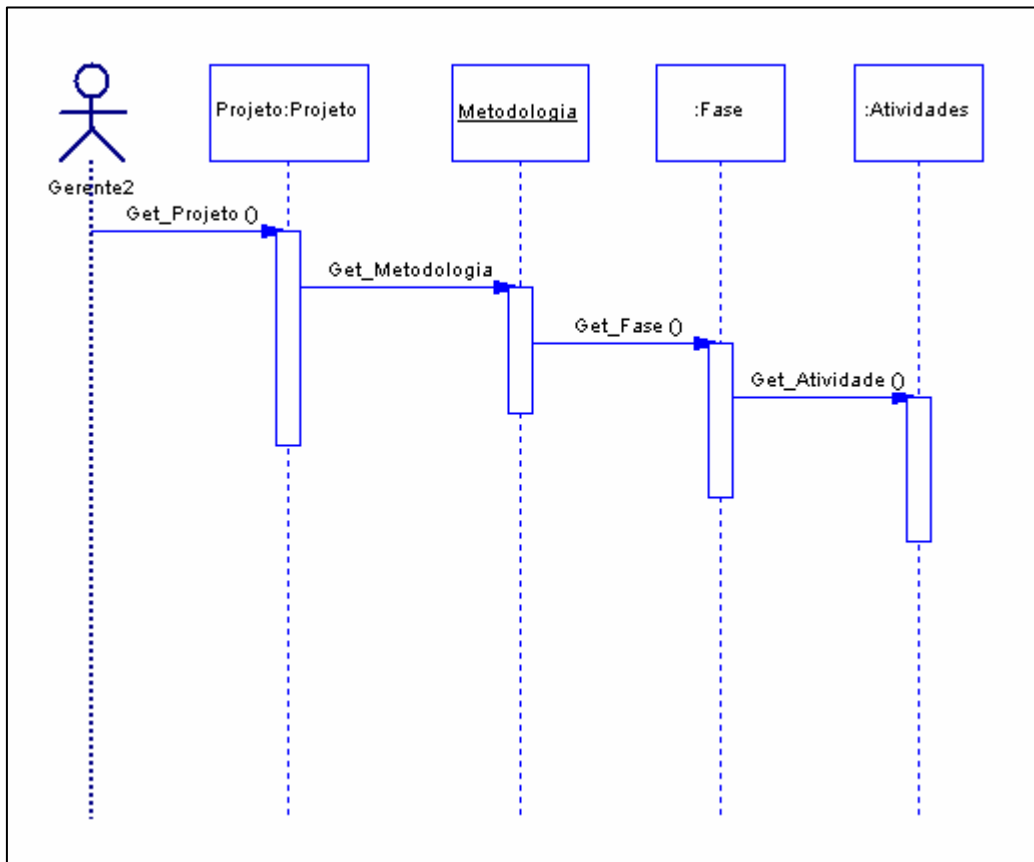 Projeto:Projeto
Metodologia
:Fase
:Atividades
Gerente2
Get_Projeto ()
Get_Metodologia
Get_Fase ()
Get_Atividade ()